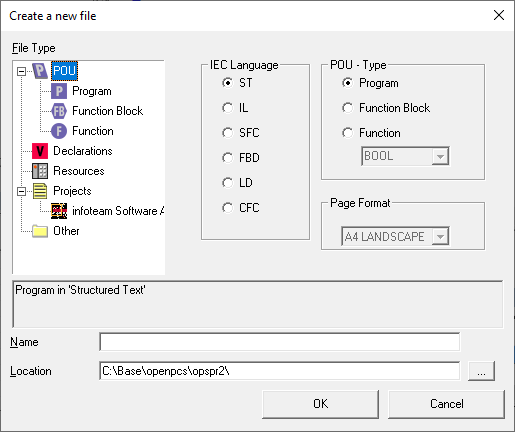 Create a new file
File Type
POU
Program
Function Block
Function
Declarations
Resources
Projects
infoteam Software A
Other
IEC Language
ST
IL
SFC
FBD
LD
CFC
POU - Type
Program
Function Block
Function
BOOL
Page Format
A4 LANDSCAPE
Program in 'Structured Text'
Name
Location
C:\Base\openpcs\opspr2\
...
OK
Cancel